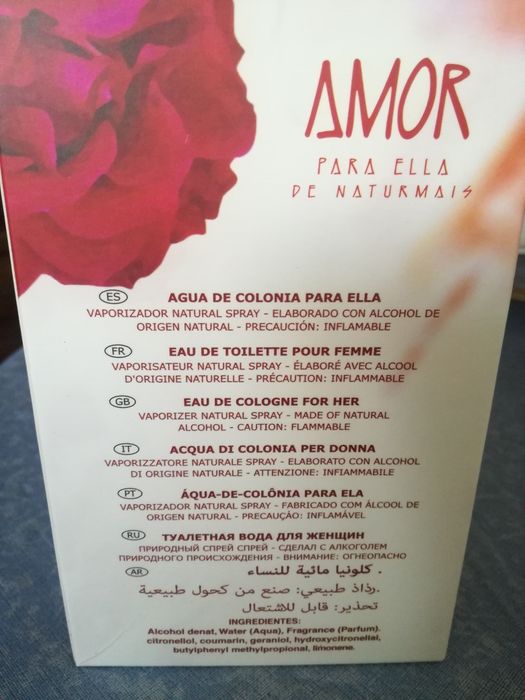 AMOR
PARA ELLA
DE NATURMAIS
ES AGUA DE COLONIA PARA ELLA
VAPORIZADOR NATURAL SPRAY - ELABORADO CON ALCOHOL DE
ORIGEN NATURAL - PRECAUCIÓN: INFLAMABLE
FR EAU DE TOILETTE POUR FEMME
VAPORISATEUR NATURAL SPRAY - ÉLABORÉ AVEC ALCOOL
D'ORIGINE NATURELLE - PRÉCAUTION: INFLAMMABLE
GB EAU DE COLOGNE FOR HER
VAPORIZER NATURAL SPRAY - MADE OF NATURAL
ALCOHOL - CAUTION: FLAMMABLE
IT ACQUA DI COLONIA PER DONNA
VAPORIZZATORE NATURALE SPRAY - ELABORATO CON ALCOHOL
DI ORIGINE NATURALE - ATTENZIONE: INFIAMMABILE
PT ÁQUA-DE-COLÔNIA PARA ELA
VAPORIZADOR NATURAL SPRAY - FABRICADO COM ÁLCOOL DE
ORIGEN NATURAL - PRECAUÇÀO: INFLAMÁVEL
RU ТУАЛЕТНАЯ ВОДА ДЛЯ ЖЕНЩИН
ПРИРОДНЫЙ СПРЕЙ СПРЕЙ - СДЕЛАЛ С АЛКОГОЛЕМ
ПРИРОДНОГО ПРОИСХОЖДЕНИЯ - ВНИМАНИЕ: ОГНЕОПАСНО
AR كلونيا مائية للنساء .
رذاذ طبيعي: صنع من كحول طبيعية.
تحذير: قابل للاشتعال
INGREDIENTES:
Alcohol denat, Water (Aqua), Fragrance (Parfum).
citronellol, coumarin, geraniol, hydroxycitronellal,
butylphenyl methylpropional, limonene.